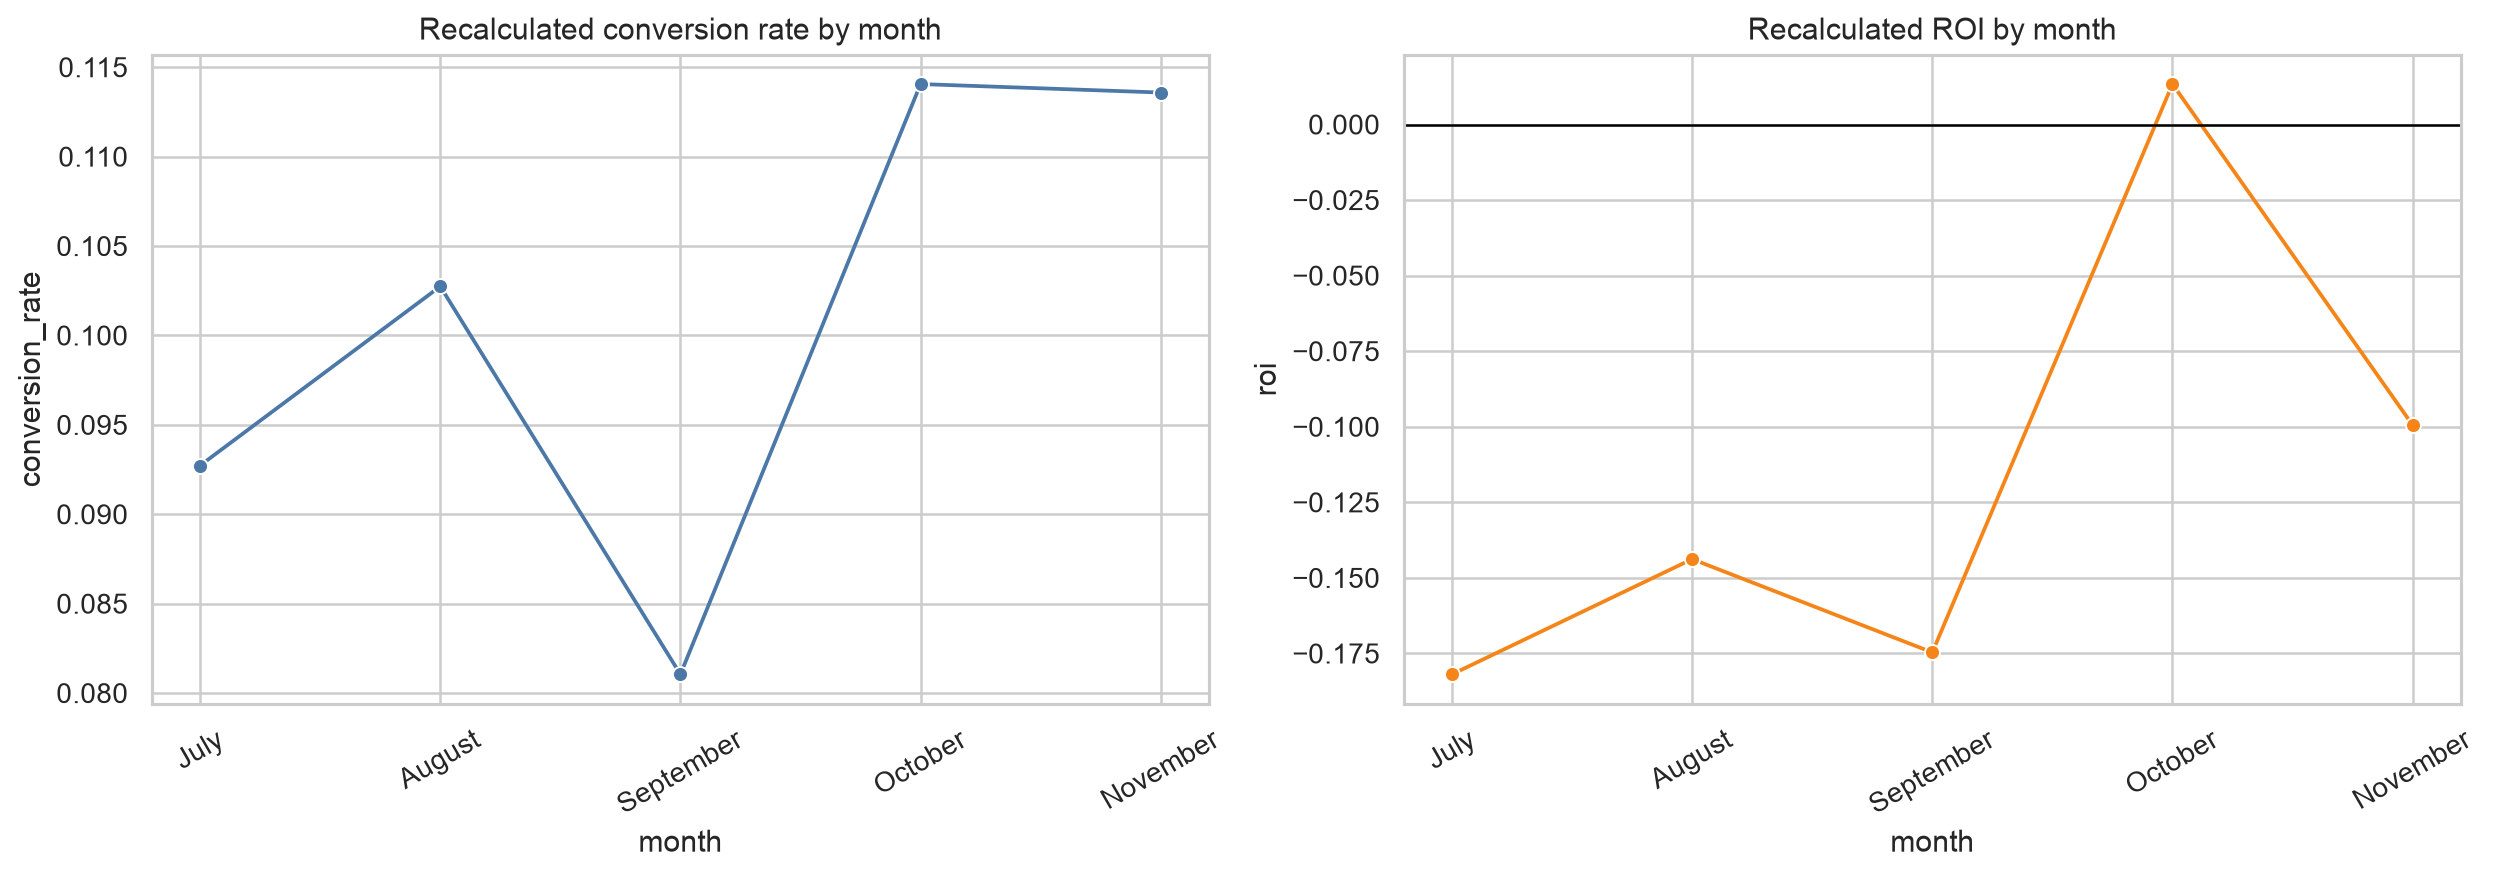 Recalculated conversion rate by month
0.115
0.110
0.105
0.100
0.095
0.090
0.085
0.080
conversion_rate
July
August
September
October
November
month
Recalculated ROI by month
0.000
−0.025
−0.050
−0.075
−0.100
−0.125
−0.150
−0.175
roi
July
August
September
October
November
month